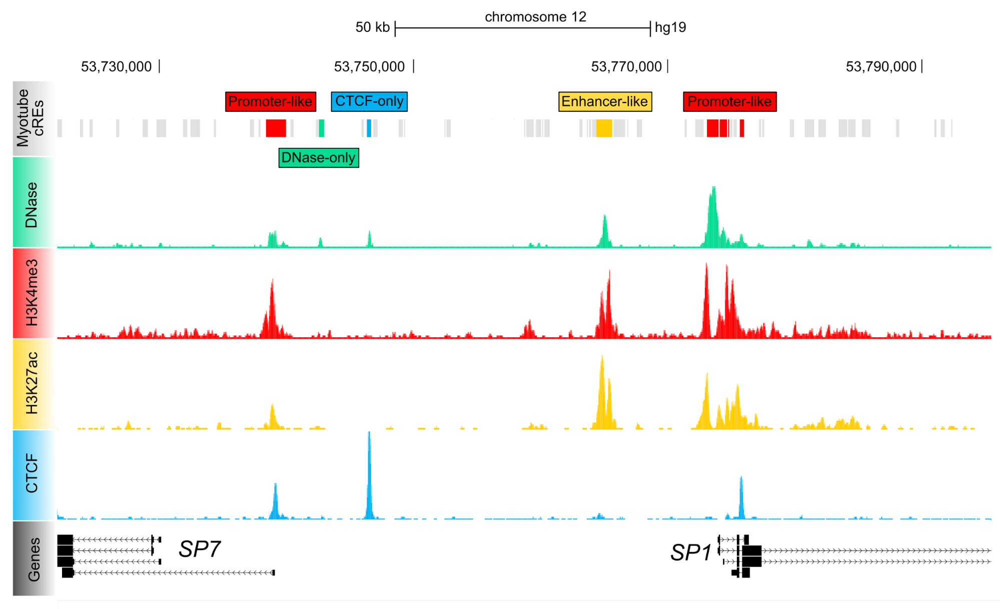 chromosome 12
50 kb hg19
53,730,000 53,750,000 53,770,000 53,790,000
Myotube
cREs
Promoter-like CTCF-only Enhancer-like Promoter-like
DNase-only
DNase
H3K4me3
H3K27ac
CTCF
Genes
SP7 SP1